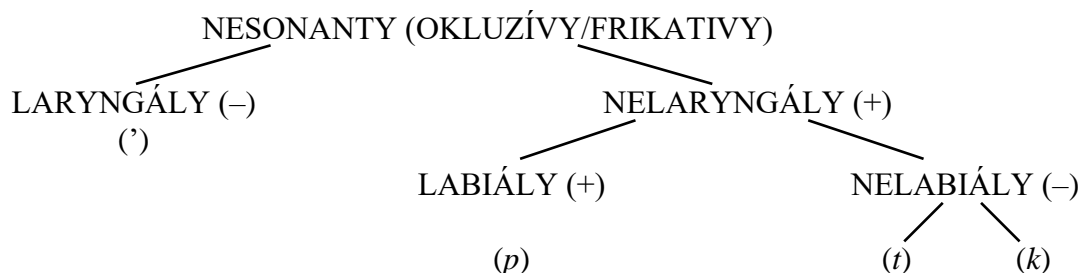 NESONANTY (OKLUZÍVY/FRIKATIVY)
LARYNGÁLY (–) NELARYNGÁLY (+)
(’)
LABIÁLY (+) NELABIÁLY (–)
(p) (t) (k)